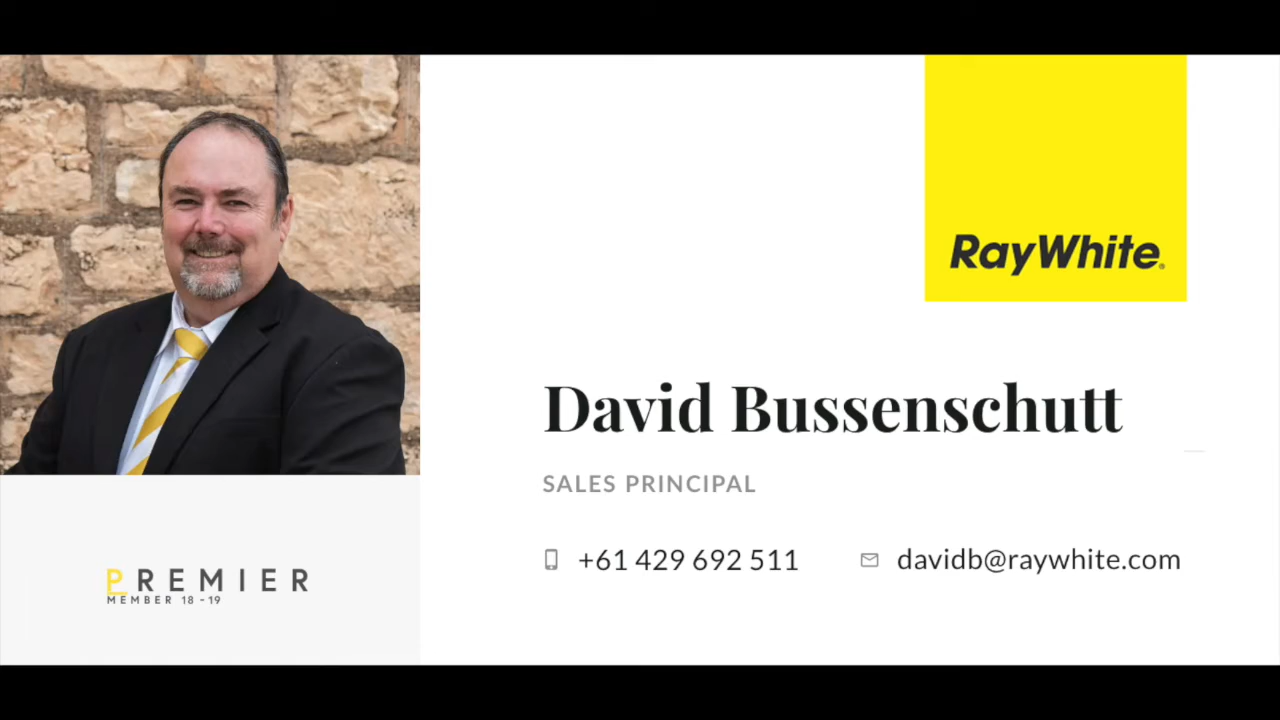 RayWhite®
David Bussenschutt
SALES PRINCIPAL
+61 429 692 511
davidb@raywhite.com
PREMIER
MEMBER 18-19